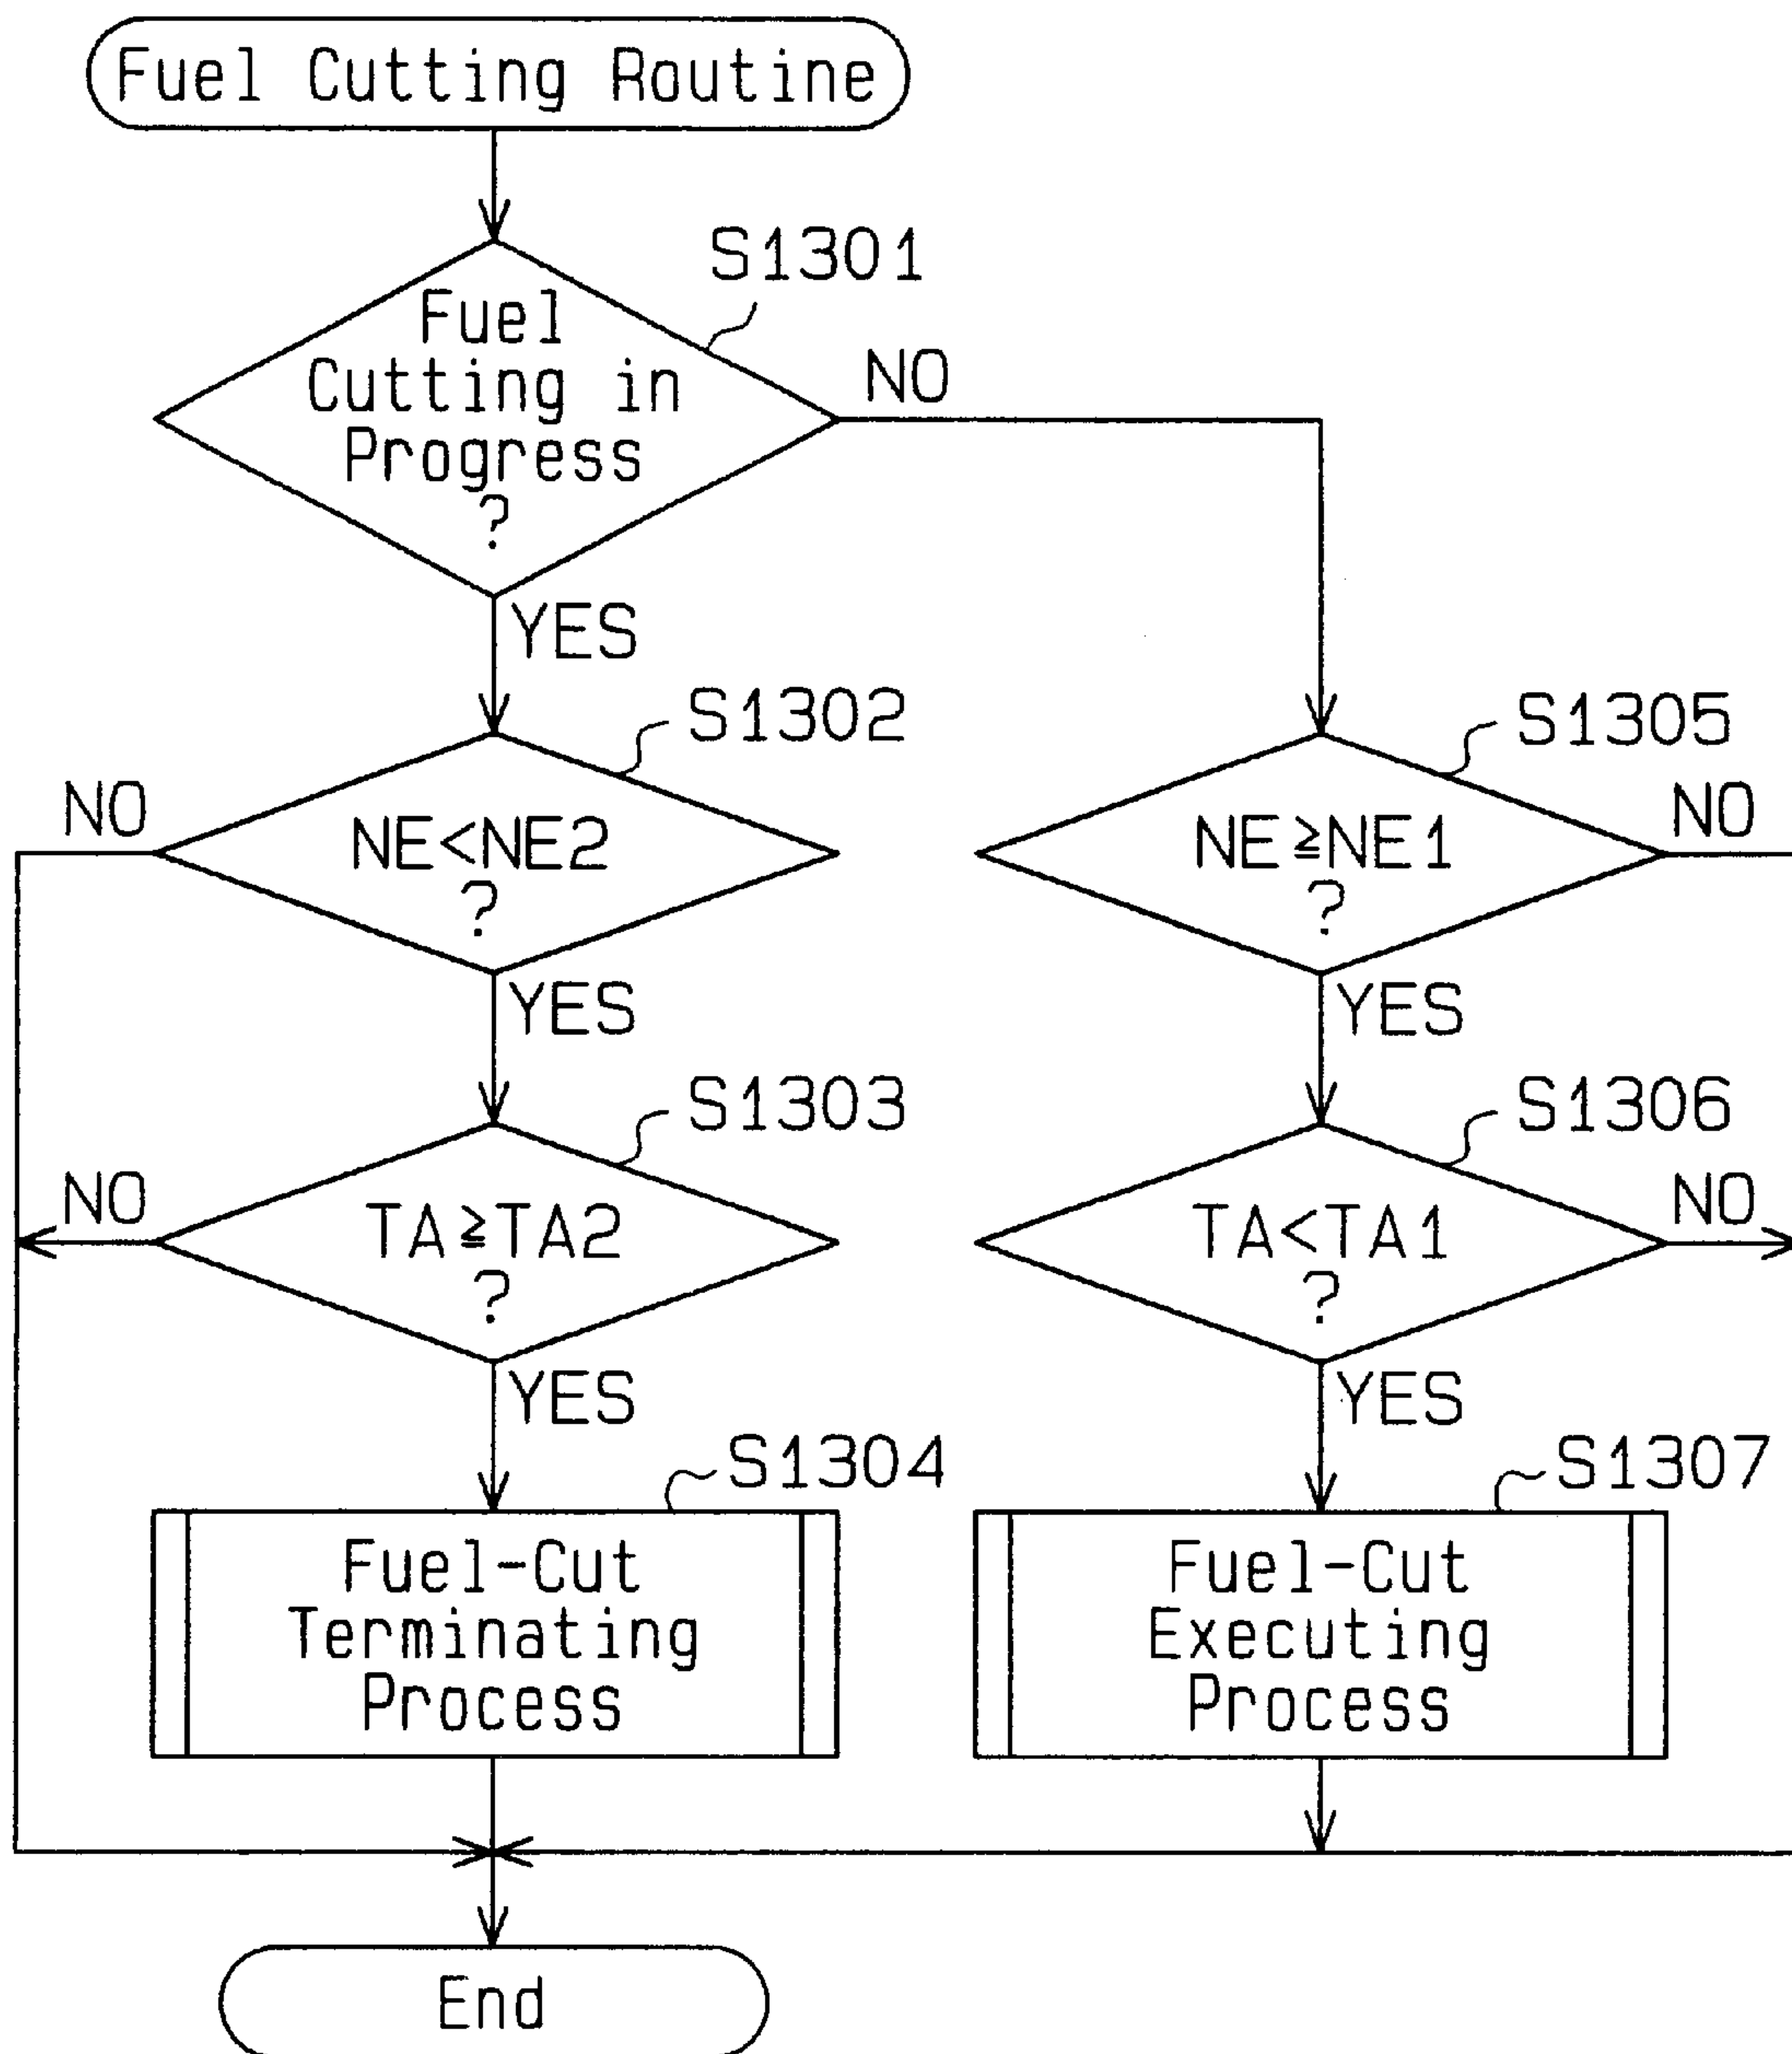 Fuel Cutting Routine
S1301
Fuel
Cutting in
Progress
?
NO
YES
S1302
NO
NE<NE2
?
YES
S1305
NE≧NE1
?
NO
YES
S1303
NO
TA≧TA2
?
YES
S1306
TA<TA1
?
NO
YES
S1304
Fuel-Cut
Terminating
Process
S1307
Fuel-Cut
Executing
Process
End